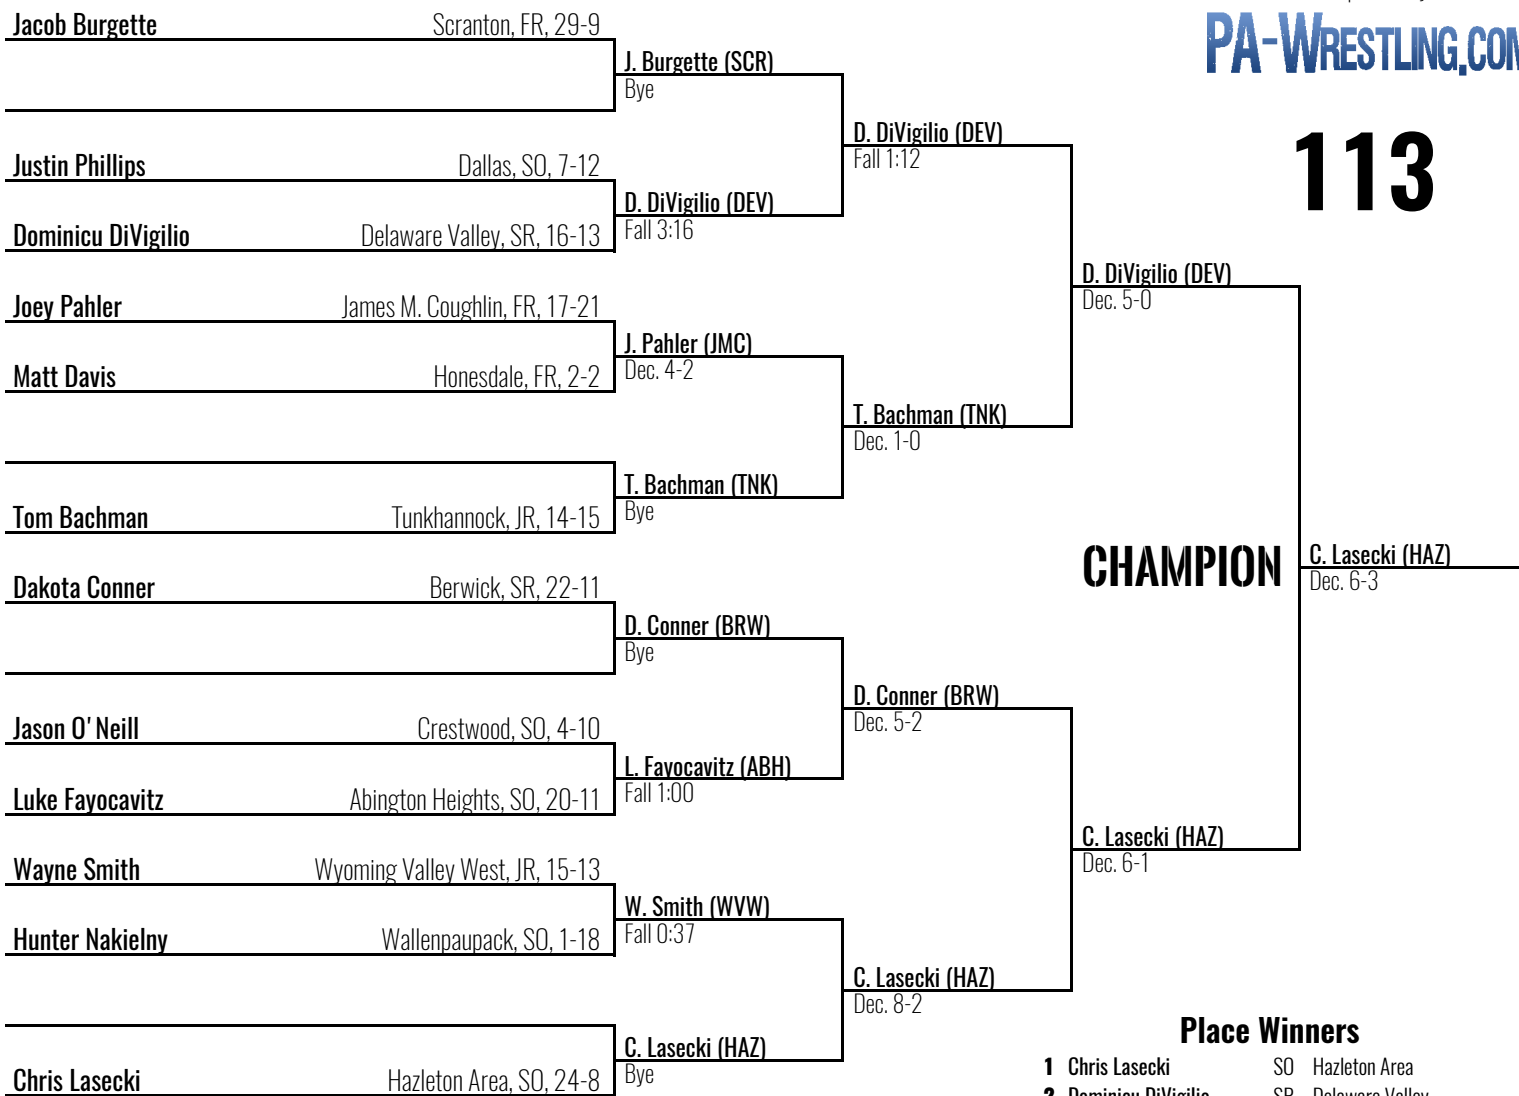 Jacob Burgette Scranton, FR, 29-9
J. Burgette (SCR)
Bye
Justin Phillips Dallas, SO, 7-12
D. DiVigilio (DEV)
Fall 3:16
Dominicu DiVigilio Delaware Valley, SR, 16-13
D. DiVigilio (DEV)
Fall 1:12
Joey Pahler James M. Coughlin, FR, 17-21
J. Pahler (JMC)
Dec. 4-2
Matt Davis Honesdale, FR, 2-2
T. Bachman (TNK)
Dec. 1-0
T. Bachman (TNK)
Bye
Tom Bachman Tunkhannock, JR, 14-15
D. DiVigilio (DEV)
Dec. 5-0
Dakota Conner Berwick, SR, 22-11
D. Conner (BRW)
Bye
Jason O'Neill Crestwood, SO, 4-10
D. Conner (BRW)
Dec. 5-2
L. Fayocavitz (ABH)
Fall 1:00
Luke Fayocavitz Abington Heights, SO, 20-11
Wayne Smith Wyoming Valley West, JR, 15-13
W. Smith (WVW)
Fall 0:37
Hunter Nakielny Wallenpaupack, SO, 1-18
C. Lasecki (HAZ)
Dec. 8-2
C. Lasecki (HAZ)
Bye
Chris Lasecki Hazleton Area, SO, 24-8
C. Lasecki (HAZ)
Dec. 6-1
CHAMPION
C. Lasecki (HAZ)
Dec. 6-3
PA-WRESTLING.COM
113
Place Winners
1 Chris Lasecki SO Hazleton Area
2 Dominicu DiVigilio SR Delaware Valley